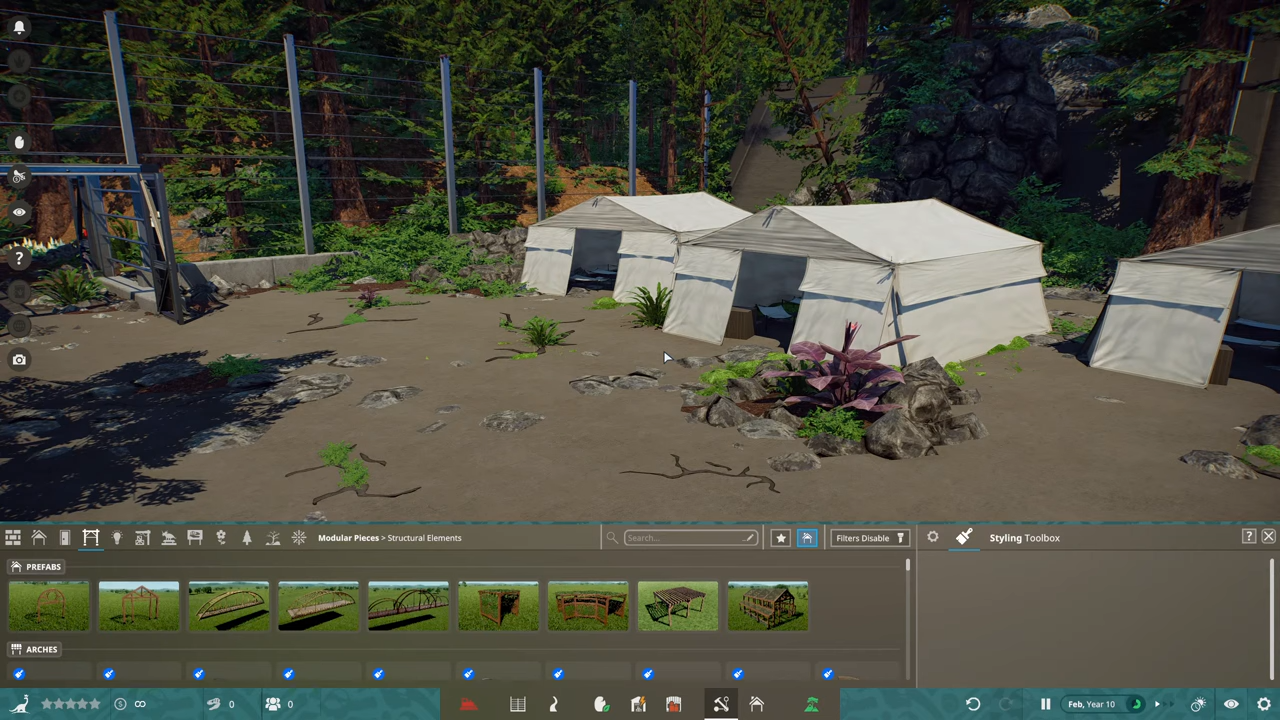 Modular Pieces > Structural Elements
Search...
Filters Disable
Styling Toolbox
?
?
PREFABS
ARCHES
$ ∞
0
0
Feb, Year 10